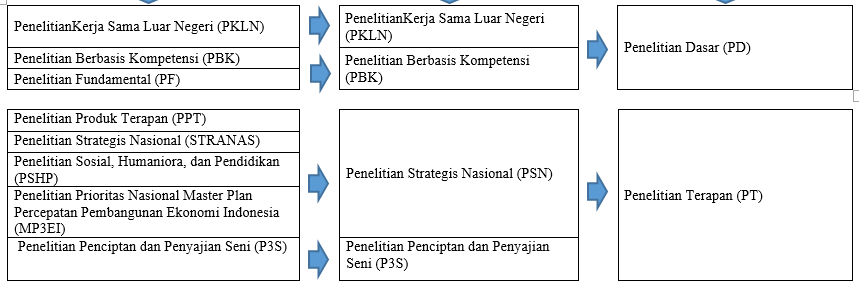 PenelitianKerja Sama Luar Negeri (PKLN)
Penelitian Berbasis Kompetensi (PBK)
Penelitian Fundamental (PF)
PenelitianKerja Sama Luar Negeri
(PKLN)
Penelitian Berbasis Kompetensi
(PBK)
Penelitian Dasar (PD)
Penelitian Produk Terapan (PPT)
Penelitian Strategis Nasional (STRANAS)
Penelitian Sosial, Humaniora, dan Pendidikan
(PSHP)
Penelitian Prioritas Nasional Master Plan
Percepatan Pembangunan Ekonomi Indonesia
(MP3EI)
Penelitian Penciptan dan Penyajian Seni (P3S)
Penelitian Strategis Nasional (PSN)
Penelitian Penciptan dan Penyajian
Seni (P3S)
Penelitian Terapan (PT)